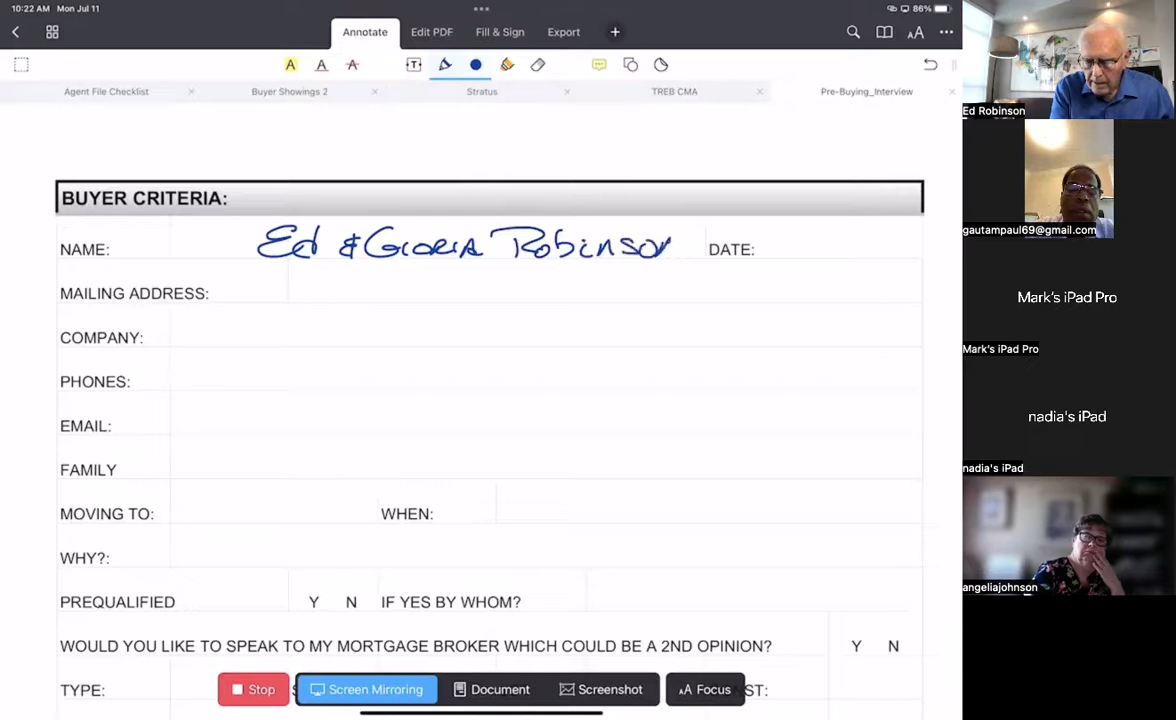 10:22 AM Mon Jul 11 86%
Annotate Edit PDF Fill & Sign Export
Agent File Checklist Buyer Showings 2 Stratus TREB CMA Pre-Buying_Interview
BUYER CRITERIA:
NAME: Ed & Gloria Robinson DATE:
MAILING ADDRESS:
COMPANY:
PHONES:
EMAIL:
FAMILY
MOVING TO: WHEN:
WHY?:
PREQUALIFIED Y N IF YES BY WHOM?
WOULD YOU LIKE TO SPEAK TO MY MORTGAGE BROKER WHICH COULD BE A 2ND OPINION? Y N
TYPE:
Stop Screen Mirroring Document Screenshot AA Focus
Ed Robinson
gautampaul69@gmail.com
Mark's iPad Pro
Mark's iPad Pro
nadia's iPad
nadia's iPad
angeliajohnson